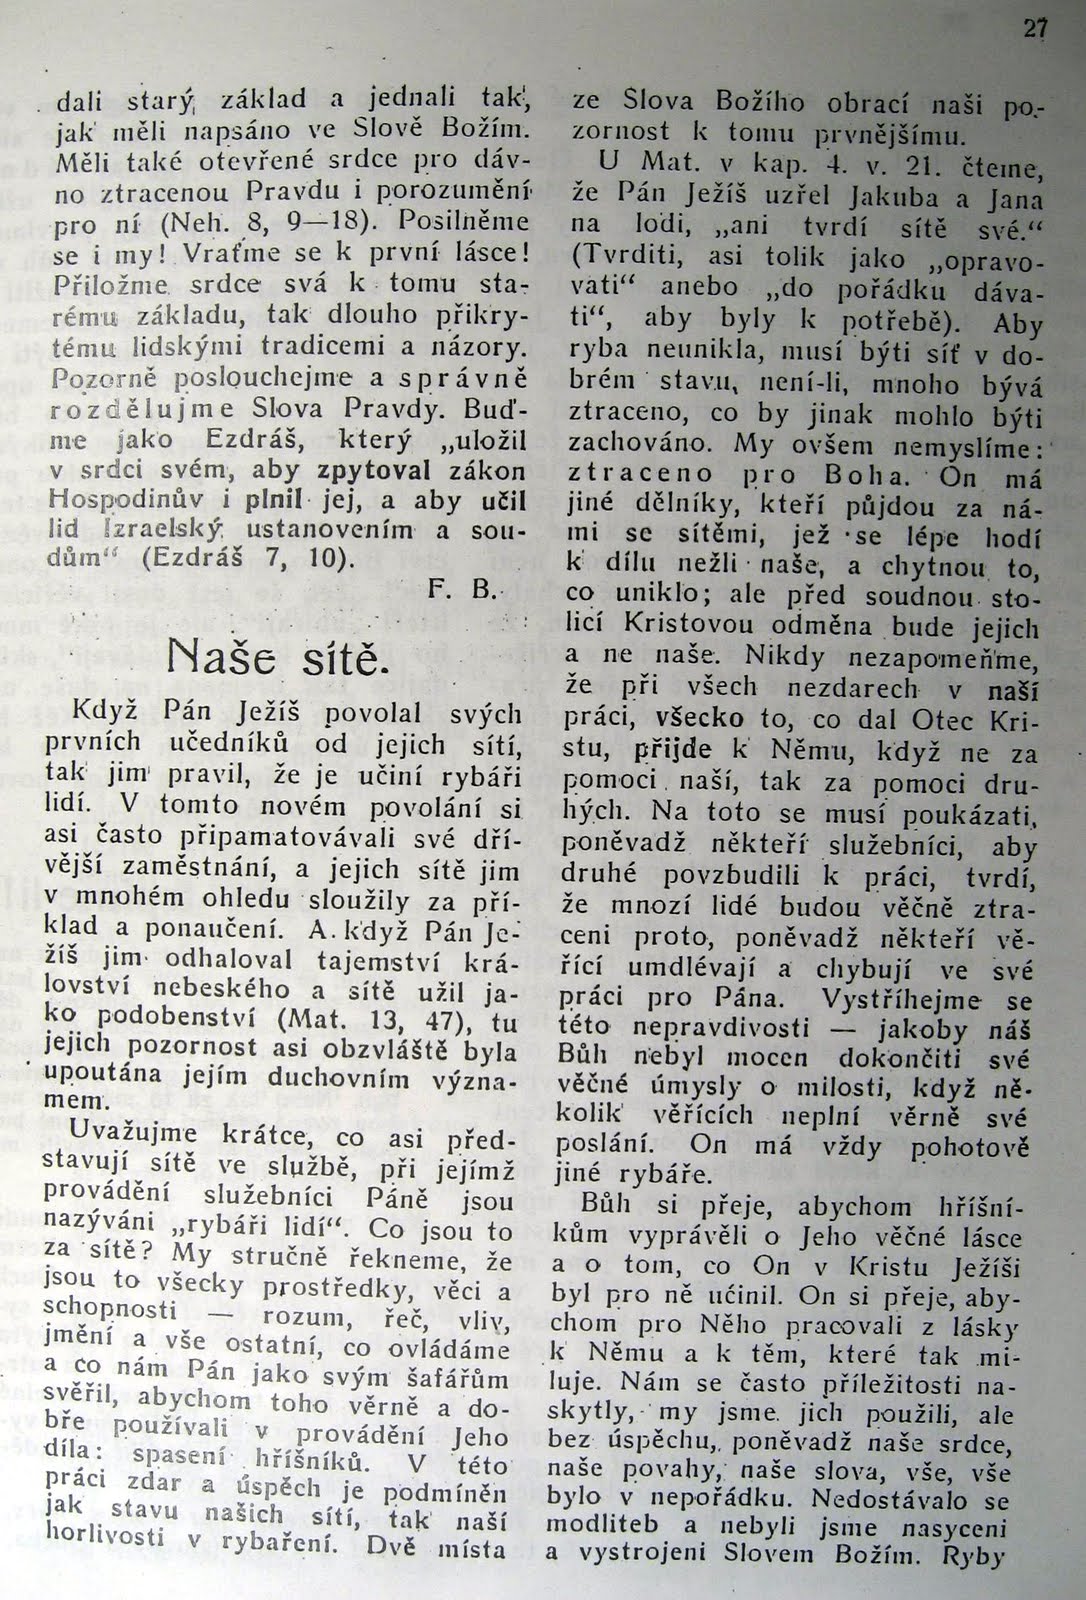 27
dali starý základ a jednali tak,
jak měli napsáno ve Slově Božím.
Měli také otevřené srdce pro dáv-
no ztracenou Pravdu i porozumění
pro ní (Neh. 8, 9—18). Posilněme
se i my! Vraťme se k první lásce!
Přiložme srdce svá k tomu sta-
rému základu, tak dlouho přikry-
tému lidskými tradicemi a názory.
Pozorně poslouchejme a správně
rozdělujme Slova Pravdy. Buď-
me jako Ezdráš, který „uložil
v srdci svém, aby zpytoval zákon
Hospodinův i plnil jej, a aby učil
lid Izraelský ustanovením a sou-
dům“ (Ezdráš 7, 10).
F. B.
Naše sítě.
Když Pán Ježíš povolal svých
prvních učedníků od jejich sítí,
tak jim pravil, že je učiní rybáři
lidí. V tomto novém povolání si
asi často připamatovávali své dří-
vější zaměstnání, a jejich sítě jim
v mnohém ohledu sloužily za pří-
klad a ponaučení. A když Pán Je-
žíš jim odhaloval tajemství krá-
lovství nebeského a sítě užil ja-
ko podobenství (Mat. 13, 47), tu
jejich pozornost asi obzvláště byla
upoutána jejím duchovním význa-
mem.
Uvažujme krátce, co asi před-
stavují sítě ve službě, při jejímž
provádění služebníci Páně jsou
nazýváni „rybáři lidí“. Co jsou to
za sítě? My stručně řekneme, že
jsou to všecky prostředky, věci a
schopnosti — rozum, řeč, vliv,
jmění a vše ostatní, co ovládáme
a co nám Pán jako svým šafářům
svěřil, abychom toho věrně a do-
bře používali v provádění Jeho
díla: spasení hříšníků. V této
práci zdar a úspěch je podmíněn
jak stavu našich sítí, tak naší
horlivosti v rybaření. Dvě místa
ze Slova Božího obrací naši po-
zornost k tomu prvnějšímu.
U Mat. v kap. 4. v. 21. čteme,
že Pán Ježíš uzřel Jakuba a Jana
na lodi, „ani tvrdí sítě své.“
(Tvrditi, asi tolik jako „opravo-
vati“ anebo „do pořádku dáva-
ti“, aby byly k potřebě). Aby
ryba neunikla, musí býti síť v do-
brém stavu, není-li, mnoho bývá
ztraceno, co by jinak mohlo býti
zachováno. My ovšem nemyslíme:
ztraceno pro Boha. On má
jiné dělníky, kteří půjdou za ná-
mi se sítěmi, jež se lépe hodí
k dílu nežli naše, a chytnou to,
co uniklo; ale před soudnou sto-
licí Kristovou odměna bude jejich
a ne naše. Nikdy nezapomeňme,
že při všech nezdarech v naší
práci, všecko to, co dal Otec Kri-
stu, přijde k Němu, když ne za
pomoci naší, tak za pomoci dru-
hých. Na toto se musí poukázati,
poněvadž někteří služebníci, aby
druhé povzbudili k práci, tvrdí,
že mnozí lidé budou věčně ztra-
ceni proto, poněvadž někteří vě-
řící umdlévají a chybují ve své
práci pro Pána. Vystříhejme se
této nepravdivosti — jakoby náš
Bůh nebyl mocen dokončiti své
věčné úmysly o milosti, když ně-
kolik věřících neplní věrně své
poslání. On má vždy pohotově
jiné rybáře.
Bůh si přeje, abychom hříšní-
kům vyprávěli o Jeho věčné lásce
a o tom, co On v Kristu Ježíši
byl pro ně učinil. On si přeje, aby-
chom pro Něho pracovali z lásky
k Němu a k těm, které tak mi-
luje. Nám se často příležitosti na-
skytly, my jsme jich použili, ale
bez úspěchu, poněvadž naše srdce,
naše povahy, naše slova, vše, vše
bylo v nepořádku. Nedostávalo se
modliteb a nebyli jsme nasyceni
a vystrojeni Slovem Božím. Ryby